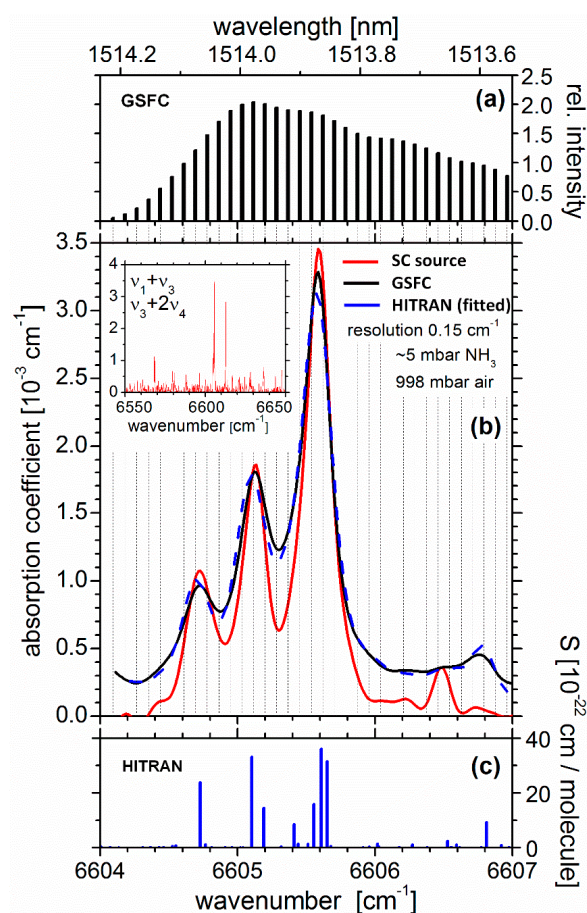 wavelength [nm]
1514.2 1514.0 1513.8 1513.6
GSFC
(a)
2.5
2.0
1.5
1.0
0.5
0.0
rel. intensity
3.5
3.0
2.5
2.0
1.5
1.0
0.5
0.0
absorption coefficient [10⁻³ cm⁻¹]
4
3
2
1
0
ν₁+ν₃
ν₃+2ν₄
6550 6600 6650
wavenumber [cm⁻¹]
SC source
GSFC
HITRAN (fitted)
resolution 0.15 cm⁻¹
~5 mbar NH₃
998 mbar air
(b)
HITRAN
(c)
40
20
0
S [10⁻²² cm / molecule]
6604 6605 6606 6607
wavenumber [cm⁻¹]